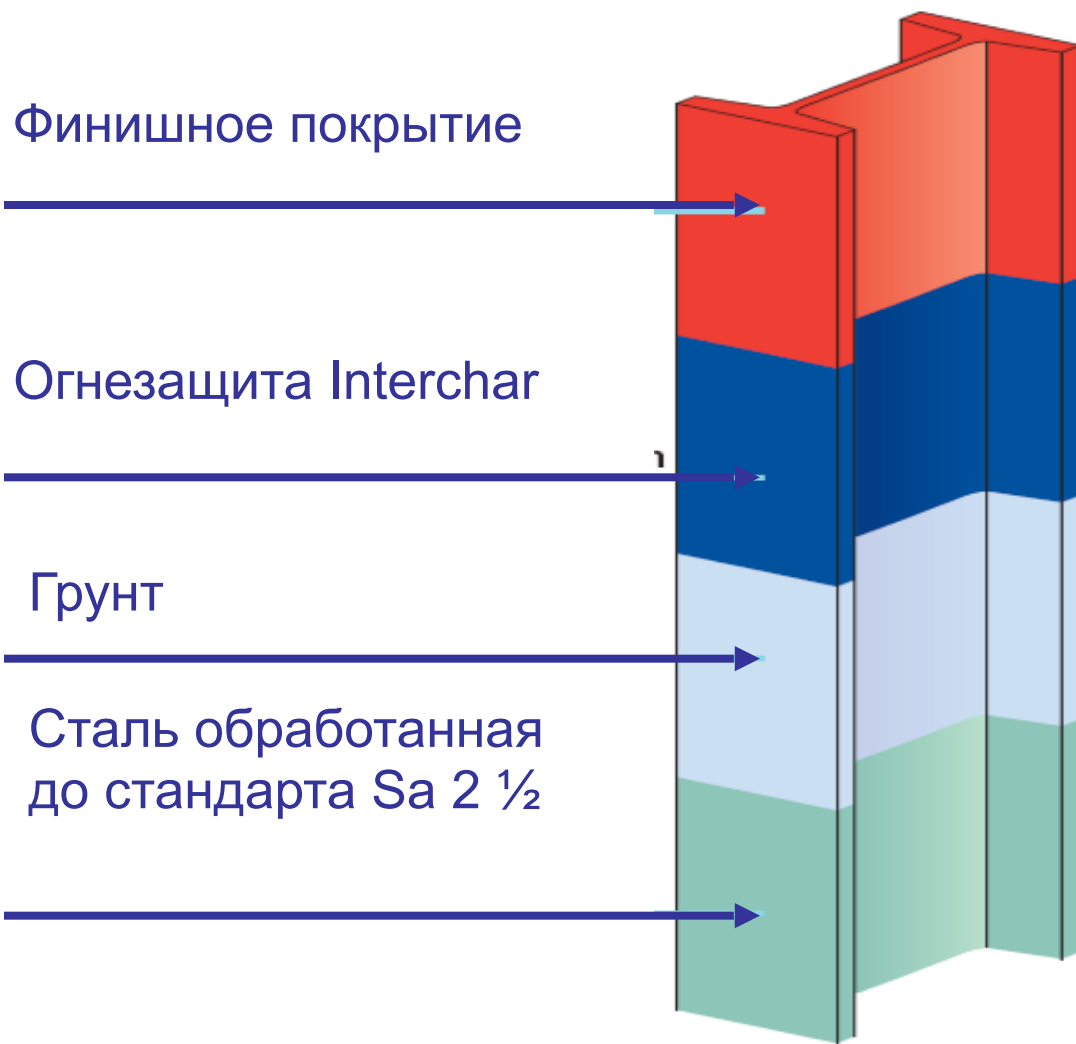 Финишное покрытие
Огнезащита Interchar
Грунт
Сталь обработанная
до стандарта Sa 2 ½